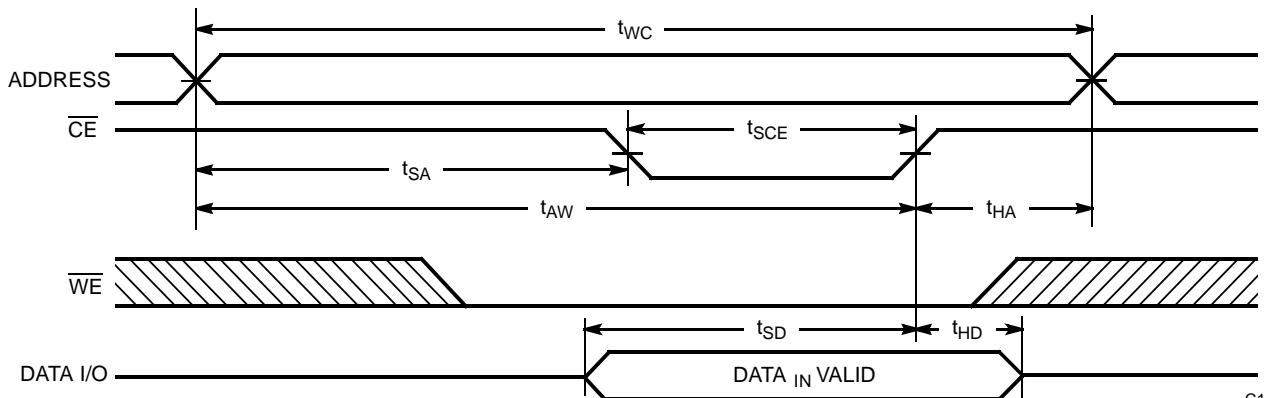 tWC
ADDRESS
CE
tSCE
tSA
tAW
tHA
WE
tSD
tHD
DATA I/O
DATA IN VALID